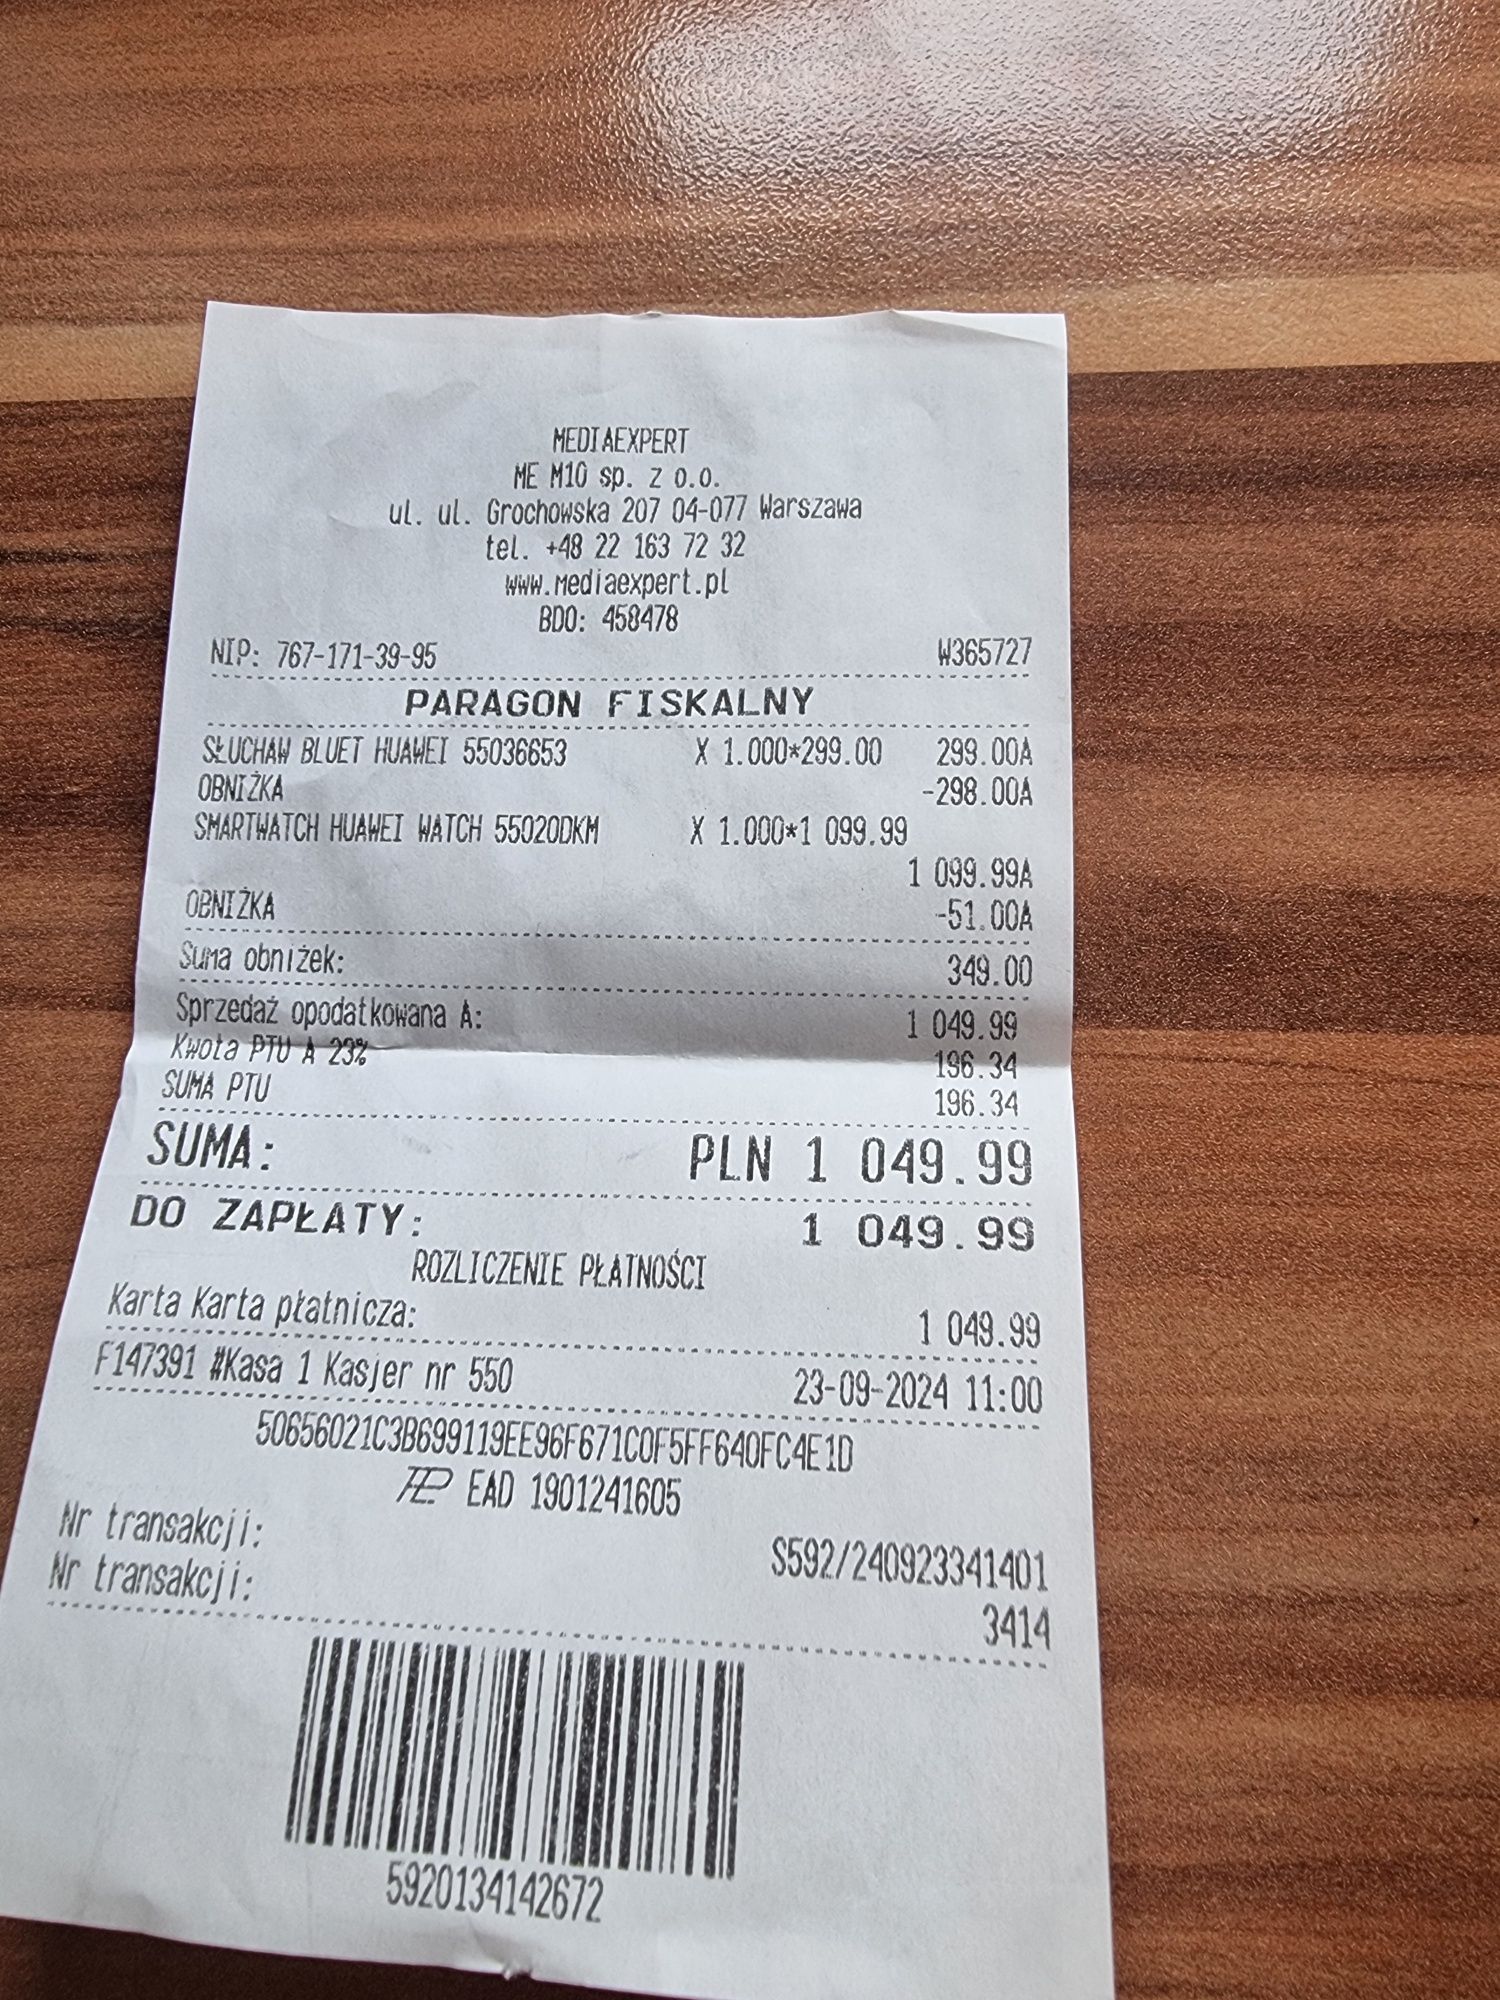 MEDIAEXPERT
ME M10 sp. z o.o.
ul. ul. Grochowska 207 04-077 Warszawa
tel. +48 22 163 72 32
www.mediaexpert.pl
BDO: 458478
NIP: 767-171-39-95 W365727
PARAGON FISKALNY
SŁUCHAW BLUET HUAWEI 55036653 X 1.000*299.00 299.00A
OBNIŻKA -298.00A
SMARTWATCH HUAWEI WATCH 55020DKM X 1.000*1 099.99
1 099.99A
OBNIŻKA -51.00A
Suma obniżek: 349.00
Sprzedaż opodatkowana A: 1 049.99
Kwota PTU A 23% 196.34
SUMA PTU 196.34
SUMA: PLN 1 049.99
DO ZAPŁATY: 1 049.99
ROZLICZENIE PŁATNOŚCI
Karta Karta płatnicza: 1 049.99
F147391 #Kasa 1 Kasjer nr 550 23-09-2024 11:00
50656021C3B699119EE96F671C0F5FF640FC4E1D
EAD 1901241605
Nr transakcji: S592/240923341401
Nr transakcji: 3414
5920134142672